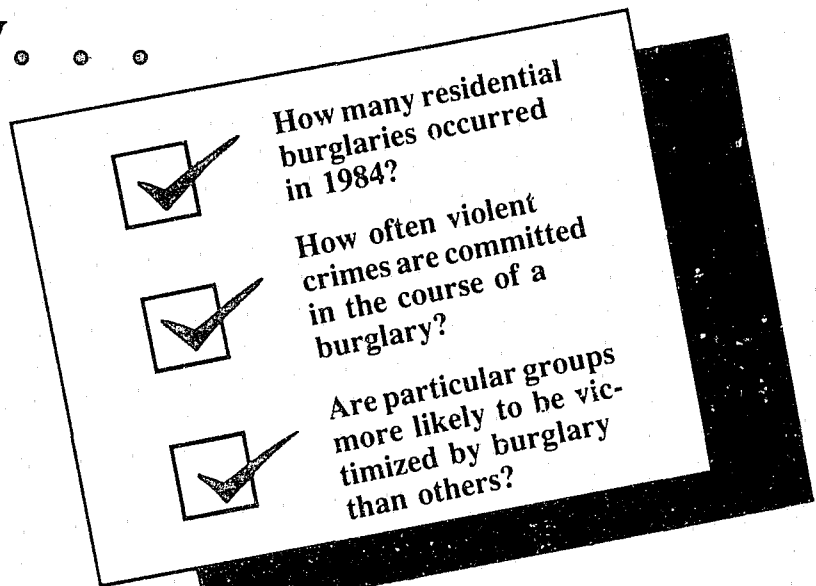 How many residential
burglaries occurred
in 1984?
How often violent
crimes are committed
in the course of a
burglary?
Are particular groups
more likely to be vic-
timized by burglary
than others?